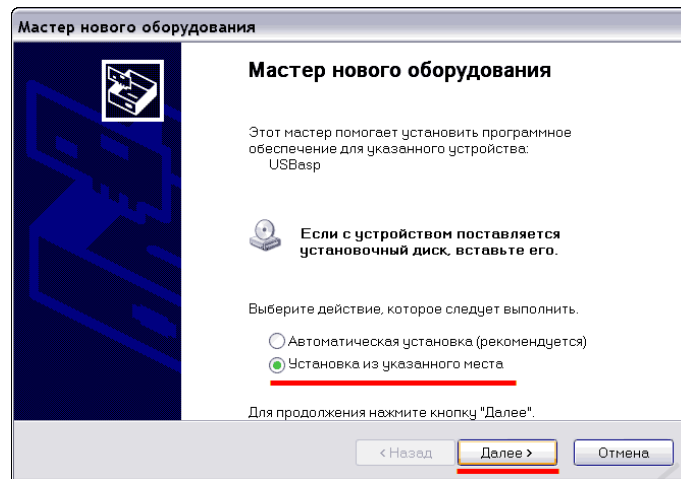 Мастер нового оборудования
Мастер нового оборудования
Этот мастер помогает установить программное
обеспечение для указанного устройства:
USBasp
Если с устройством поставляется
установочный диск, вставьте его.
Выберите действие, которое следует выполнить.
Автоматическая установка (рекомендуется)
Установка из указанного места
Для продолжения нажмите кнопку "Далее".
< Назад
Далее >
Отмена